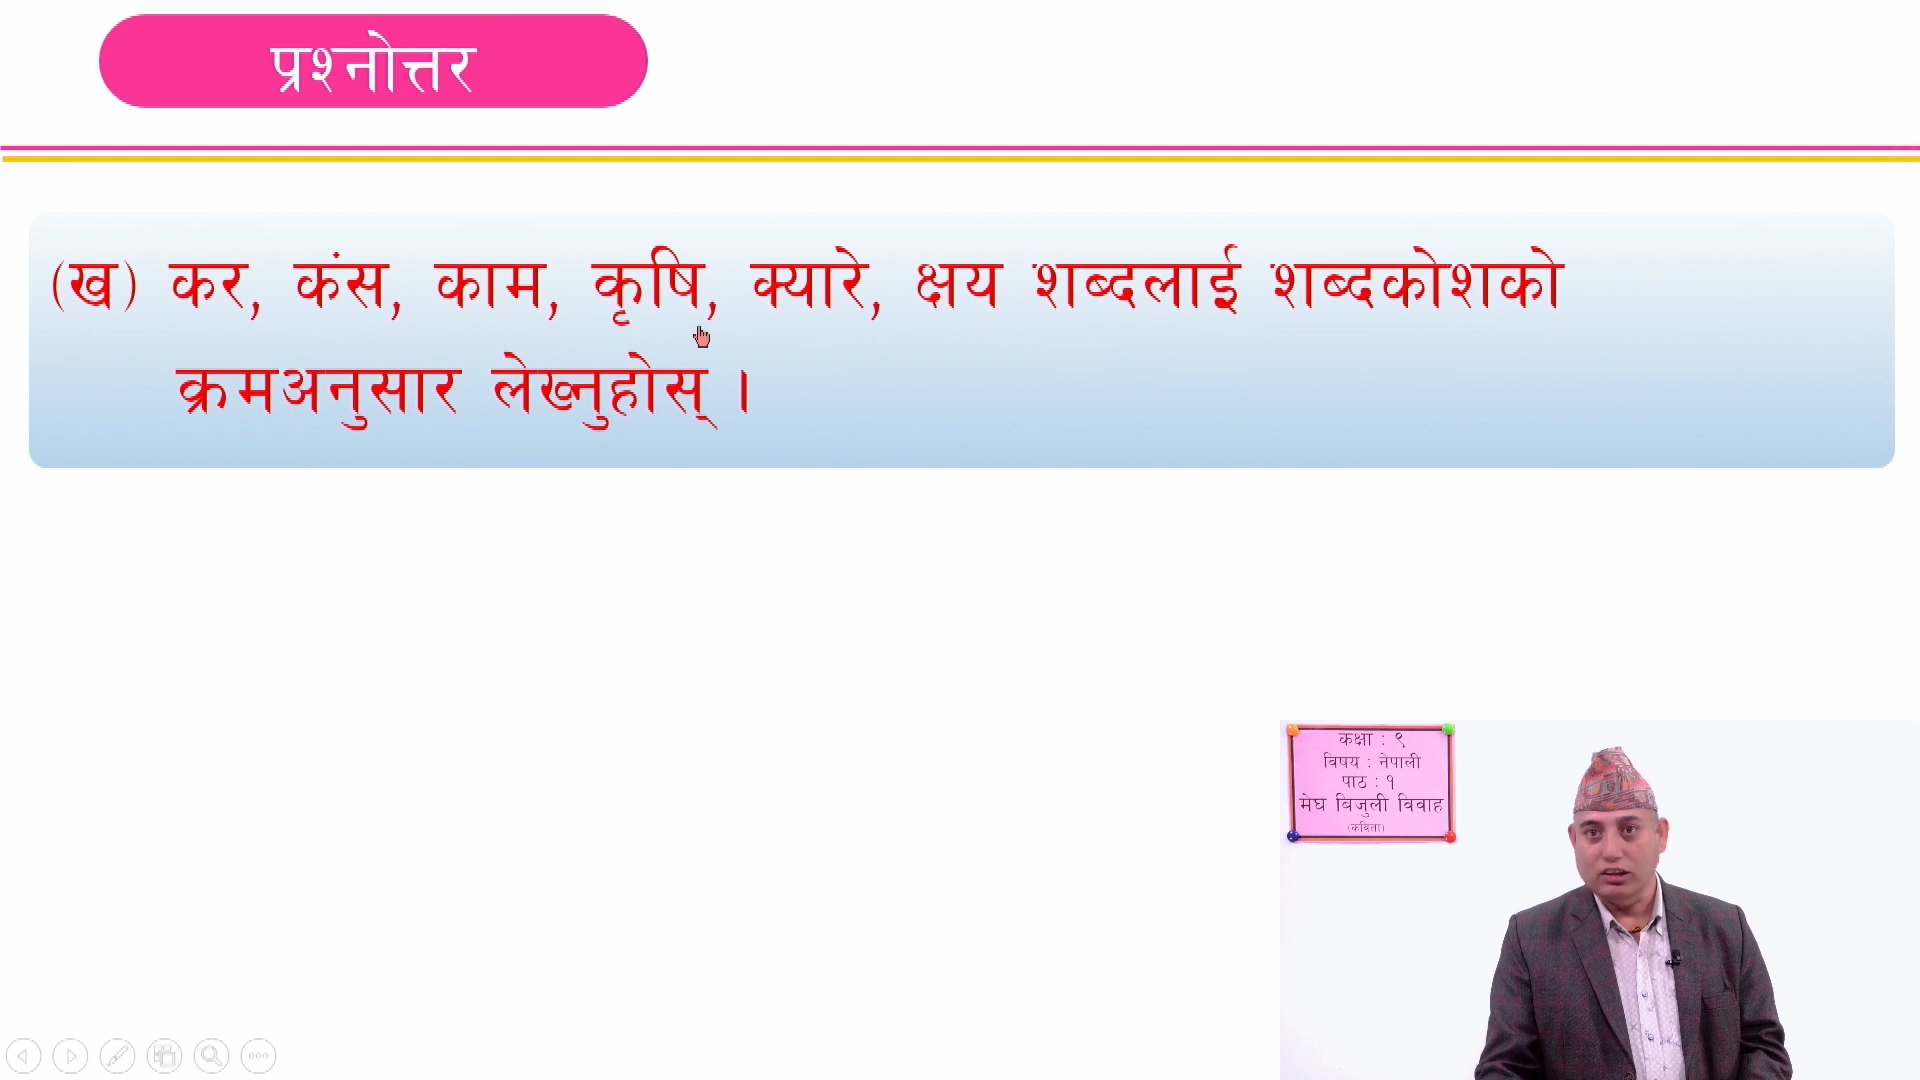 प्रश्नोत्तर
(ख) कर, कंस, काम, कृषि, क्यारे, क्षय शब्दलाई शब्दकोशको
क्रमअनुसार लेख्नुहोस् ।
कक्षा : ९
विषय : नेपाली
पाठ : १
मेघ बिजुली विवाह
(कविता)